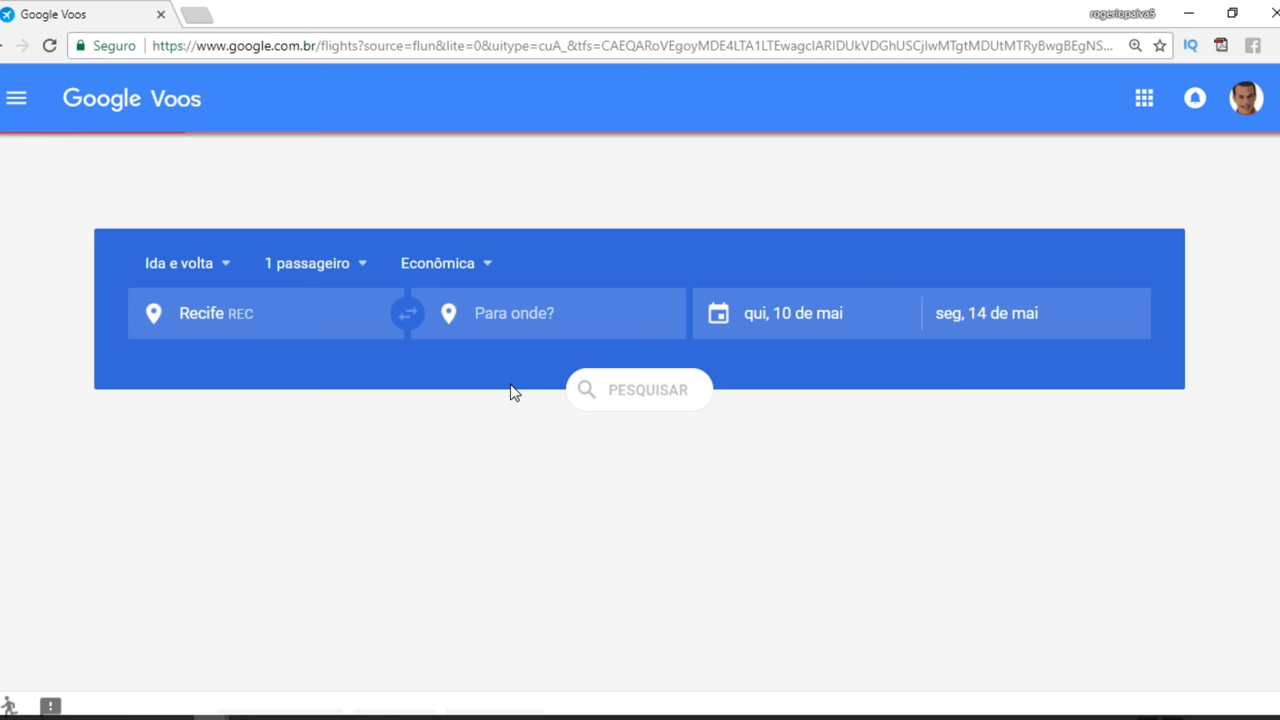 Google Voos
rogeriopaiva5
Seguro
https://www.google.com.br/flights?source=flun&lite=0&uitype=cuA_&tfs=CAEQARoVEgoyMDE4LTA1LTEwagcIARIDUkVDGhUSCjIwMTgtMDUtMTRyBwgBEgNS...
IQ
Google Voos
Ida e volta
1 passageiro
Econômica
Recife REC
Para onde?
qui, 10 de mai
seg, 14 de mai
PESQUISAR